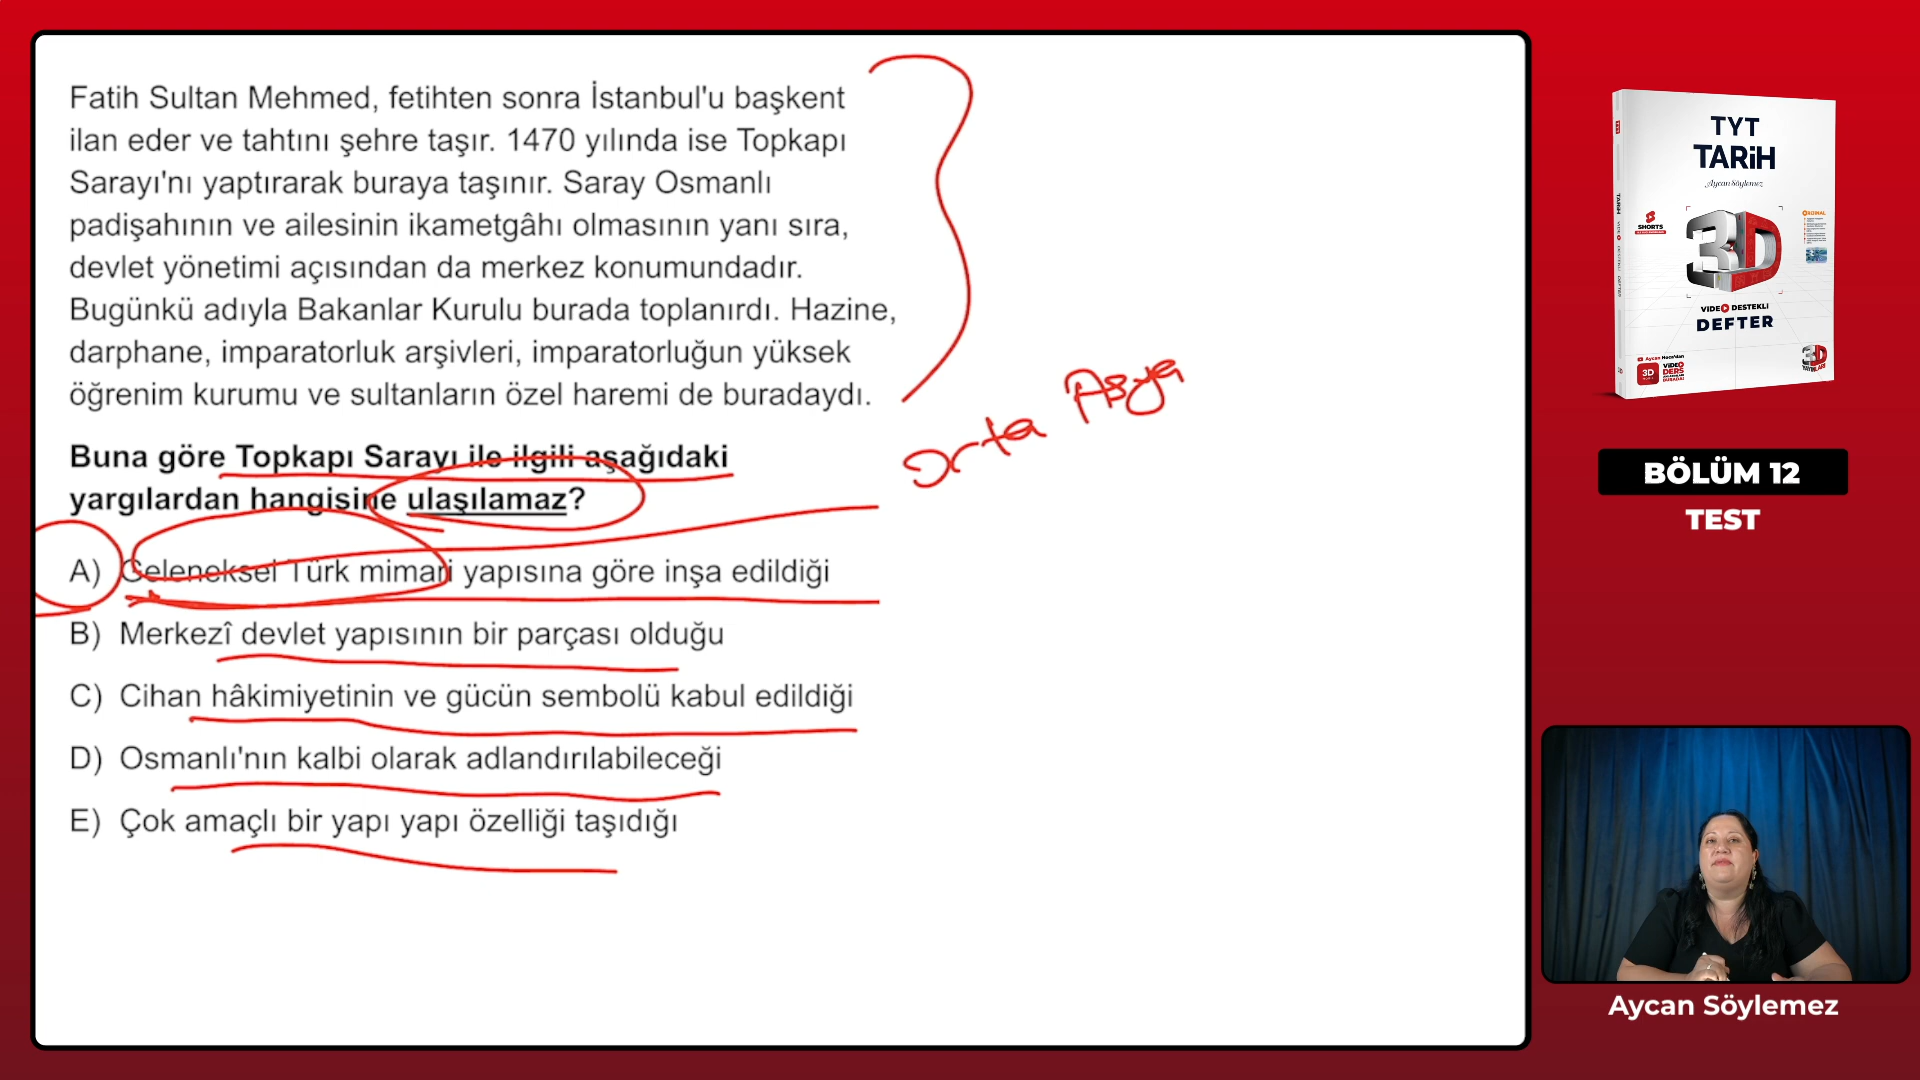 Fatih Sultan Mehmed, fetihten sonra İstanbul'u başkent
ilan eder ve tahtını şehre taşır. 1470 yılında ise Topkapı
Sarayı'nı yaptırarak buraya taşınır. Saray Osmanlı
padişahının ve ailesinin ikametgâhı olmasının yanı sıra,
devlet yönetimi açısından da merkez konumundadır.
Bugünkü adıyla Bakanlar Kurulu burada toplanırdı. Hazine,
darphane, imparatorluk arşivleri, imparatorluğun yüksek
öğrenim kurumu ve sultanların özel haremi de buradaydı.
Orta Asya
Buna göre Topkapı Sarayı ile ilgili aşağıdaki
yargılardan hangisine ulaşılamaz?
A) Geleneksel Türk mimari yapısına göre inşa edildiği
B) Merkezî devlet yapısının bir parçası olduğu
C) Cihan hâkimiyetinin ve gücün sembolü kabul edildiği
D) Osmanlı'nın kalbi olarak adlandırılabileceği
E) Çok amaçlı bir yapı yapı özelliği taşıdığı
TYT
TARİH
Aycan Söylemez
SHORTS
3D
VIDEO DESTEKLİ
DEFTER
BÖLÜM 12
TEST
Aycan Söylemez